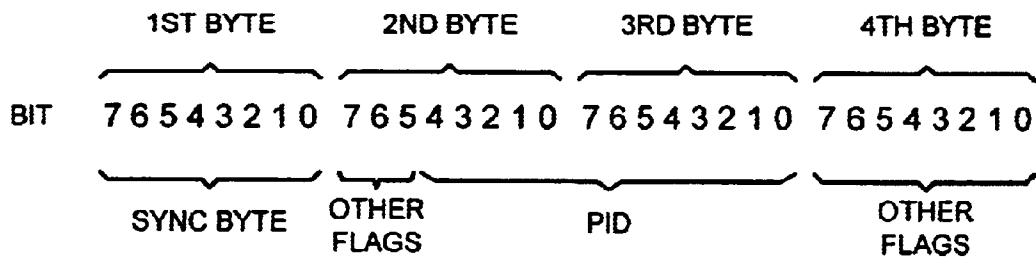 1ST BYTE 2ND BYTE 3RD BYTE 4TH BYTE
BIT 7 6 5 4 3 2 1 0 7 6 5 4 3 2 1 0 7 6 5 4 3 2 1 0 7 6 5 4 3 2 1 0
SYNC BYTE OTHER FLAGS PID OTHER FLAGS